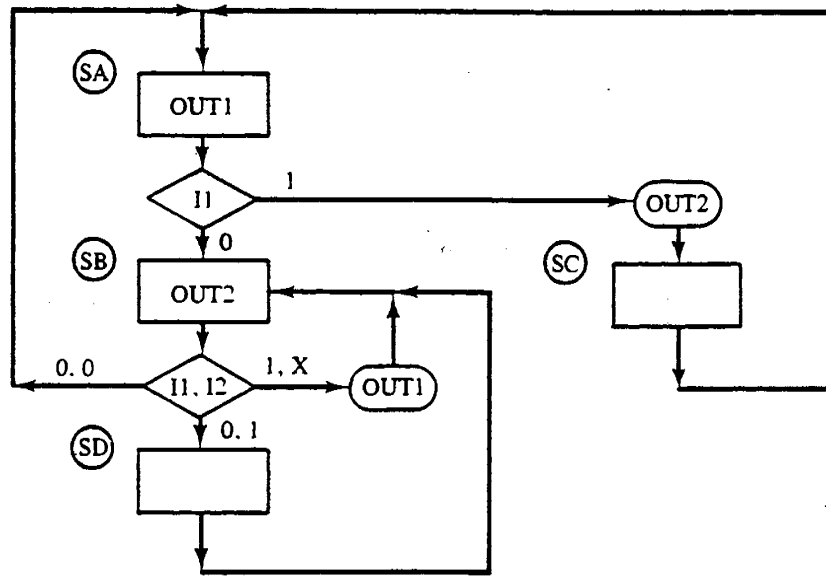 SA
OUT1
I1
1
OUT2
0
SB
SC
OUT2
0.0
I1, I2
1, X
OUT1
0, 1
SD